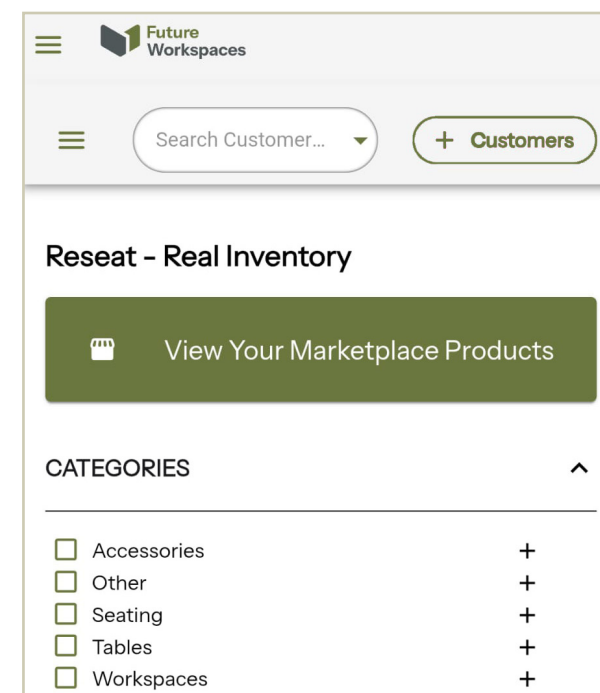 Future
Workspaces
Search Customer...
+ Customers
Reseat - Real Inventory
View Your Marketplace Products
CATEGORIES
Accessories +
Other +
Seating +
Tables +
Workspaces +